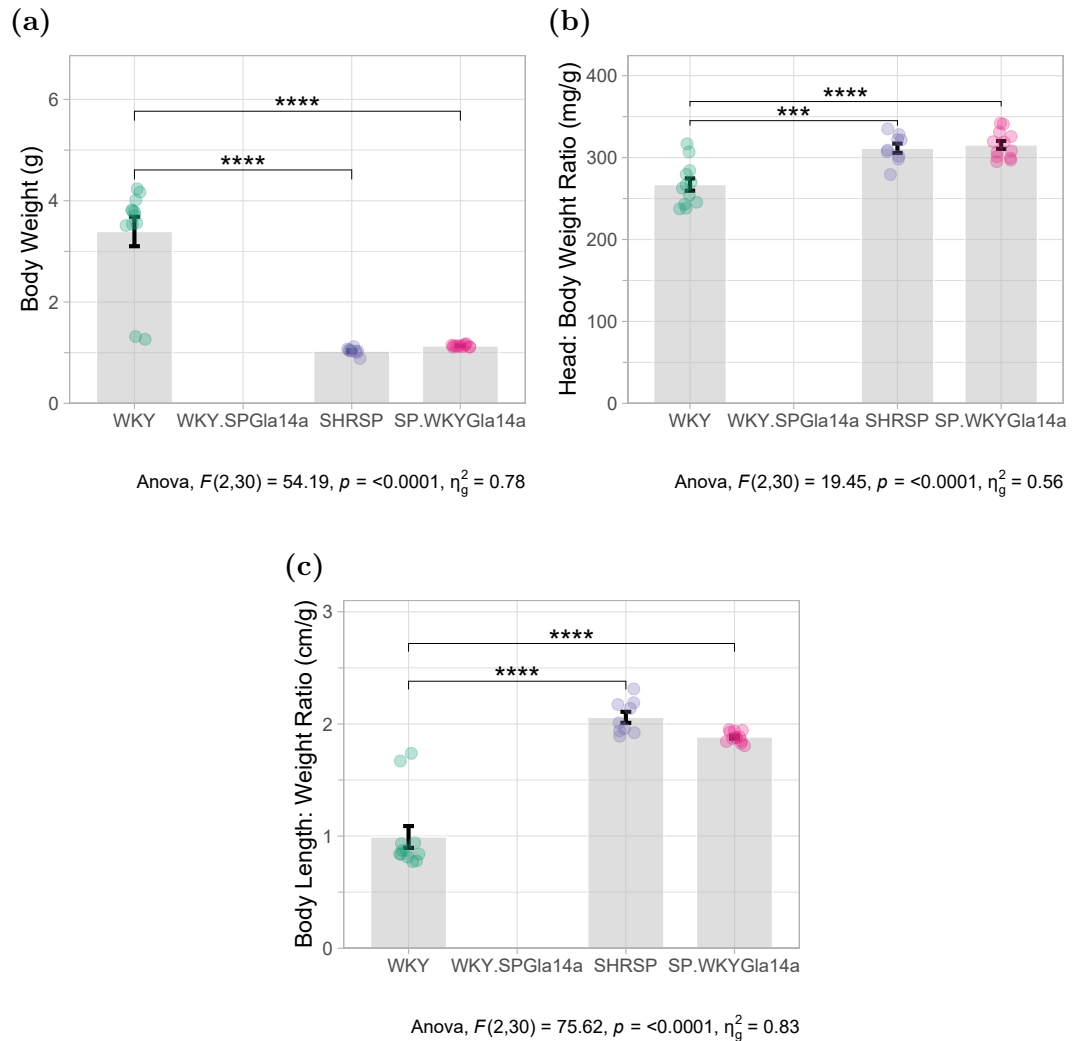 (a)
Body Weight (g)
6
4
2
0
****
****
WKY WKY.SPGla14a SHRSP SP.WKYGla14a
Anova, F(2,30) = 54.19, p = <0.0001, η²g = 0.78
(b)
Head: Body Weight Ratio (mg/g)
400
300
200
100
0
****
***
WKY WKY.SPGla14a SHRSP SP.WKYGla14a
Anova, F(2,30) = 19.45, p = <0.0001, η²g = 0.56
(c)
Body Length: Weight Ratio (cm/g)
3
2
1
0
****
****
WKY WKY.SPGla14a SHRSP SP.WKYGla14a
Anova, F(2,30) = 75.62, p = <0.0001, η²g = 0.83